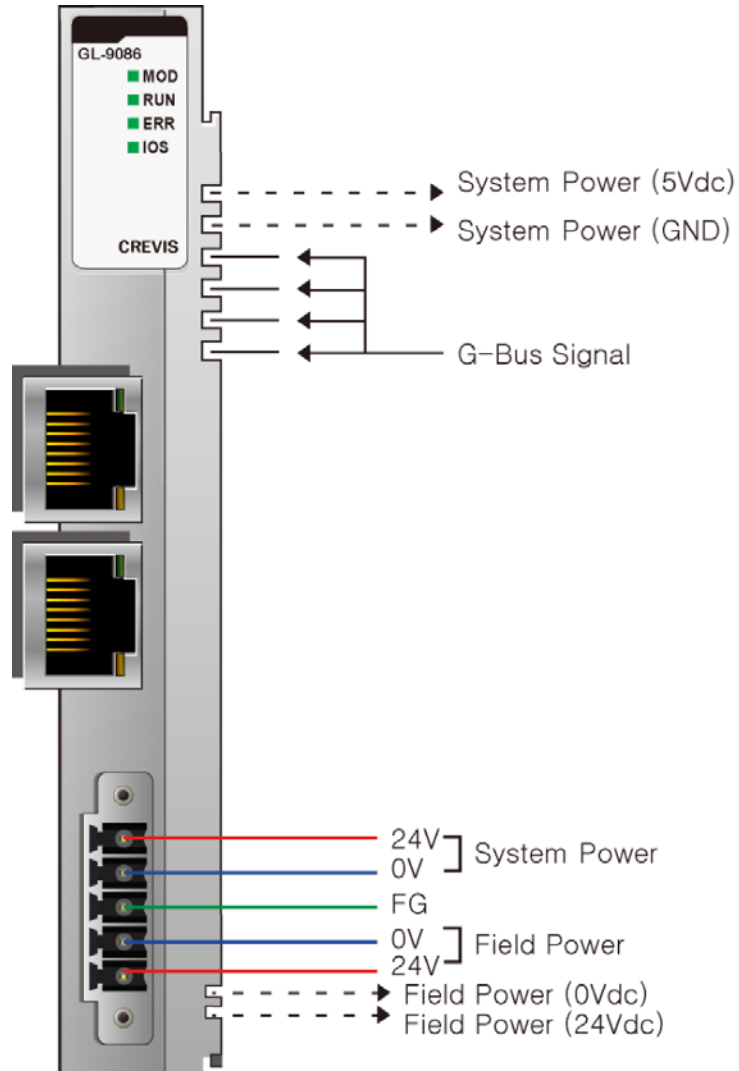 GL-9086
MOD
RUN
ERR
IOS
CREVIS
System Power (5Vdc)
System Power (GND)
G-Bus Signal
24V
0V
System Power
FG
0V
24V
Field Power
Field Power (0Vdc)
Field Power (24Vdc)